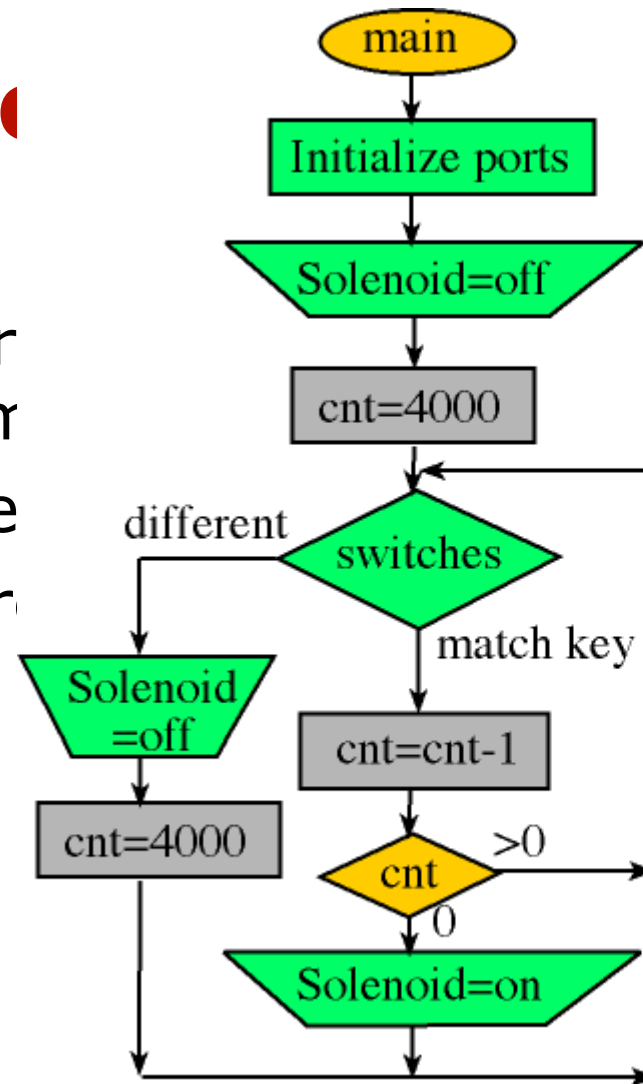 main
Initialize ports
Solenoid=off
cnt=4000
different
switches
match key
Solenoid
=off
cnt=cnt-1
cnt=4000
>0
cnt
0
Solenoid=on